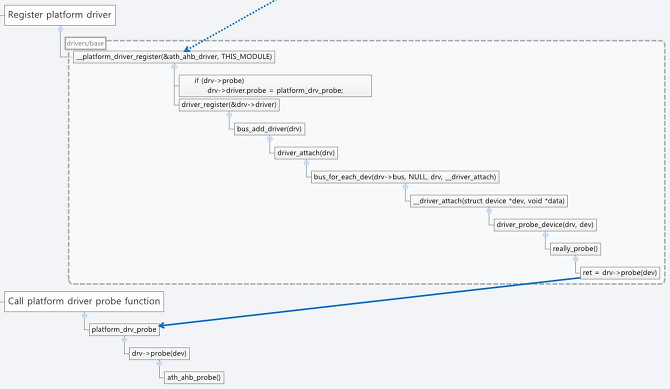 Register platform driver
drivers/base
__platform_driver_register(&ath_ahb_driver, THIS_MODULE)
if (drv->probe)
drv->driver.probe = platform_drv_probe;
driver_register(&drv->driver)
bus_add_driver(drv)
driver_attach(drv)
bus_for_each_dev(drv->bus, NULL, drv, __driver_attach)
__driver_attach(struct device *dev, void *data)
driver_probe_device(drv, dev)
really_probe()
ret = drv->probe(dev)
Call platform driver probe function
platform_drv_probe
drv->probe(dev)
ath_ahb_probe()